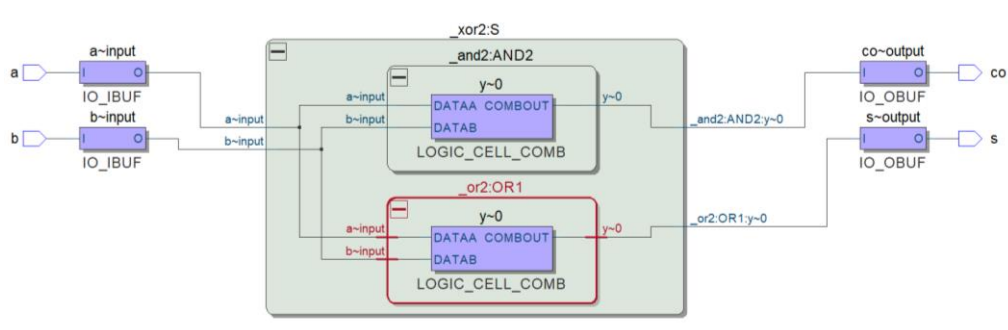 _xor2:S
a~input
_and2:AND2
co~output
a
I
O
y~0
I
O
co
IO_IBUF
a~input
DATAA
COMBOUT
y~0
IO_OBUF
b~input
a~input
b~input
DATAB
_and2:AND2:y~0
s~output
b
I
O
b~input
LOGIC_CELL_COMB
I
O
s
IO_IBUF
IO_OBUF
_or2:OR1
y~0
_or2:OR1:y~0
a~input
DATAA
COMBOUT
y~0
b~input
DATAB
LOGIC_CELL_COMB